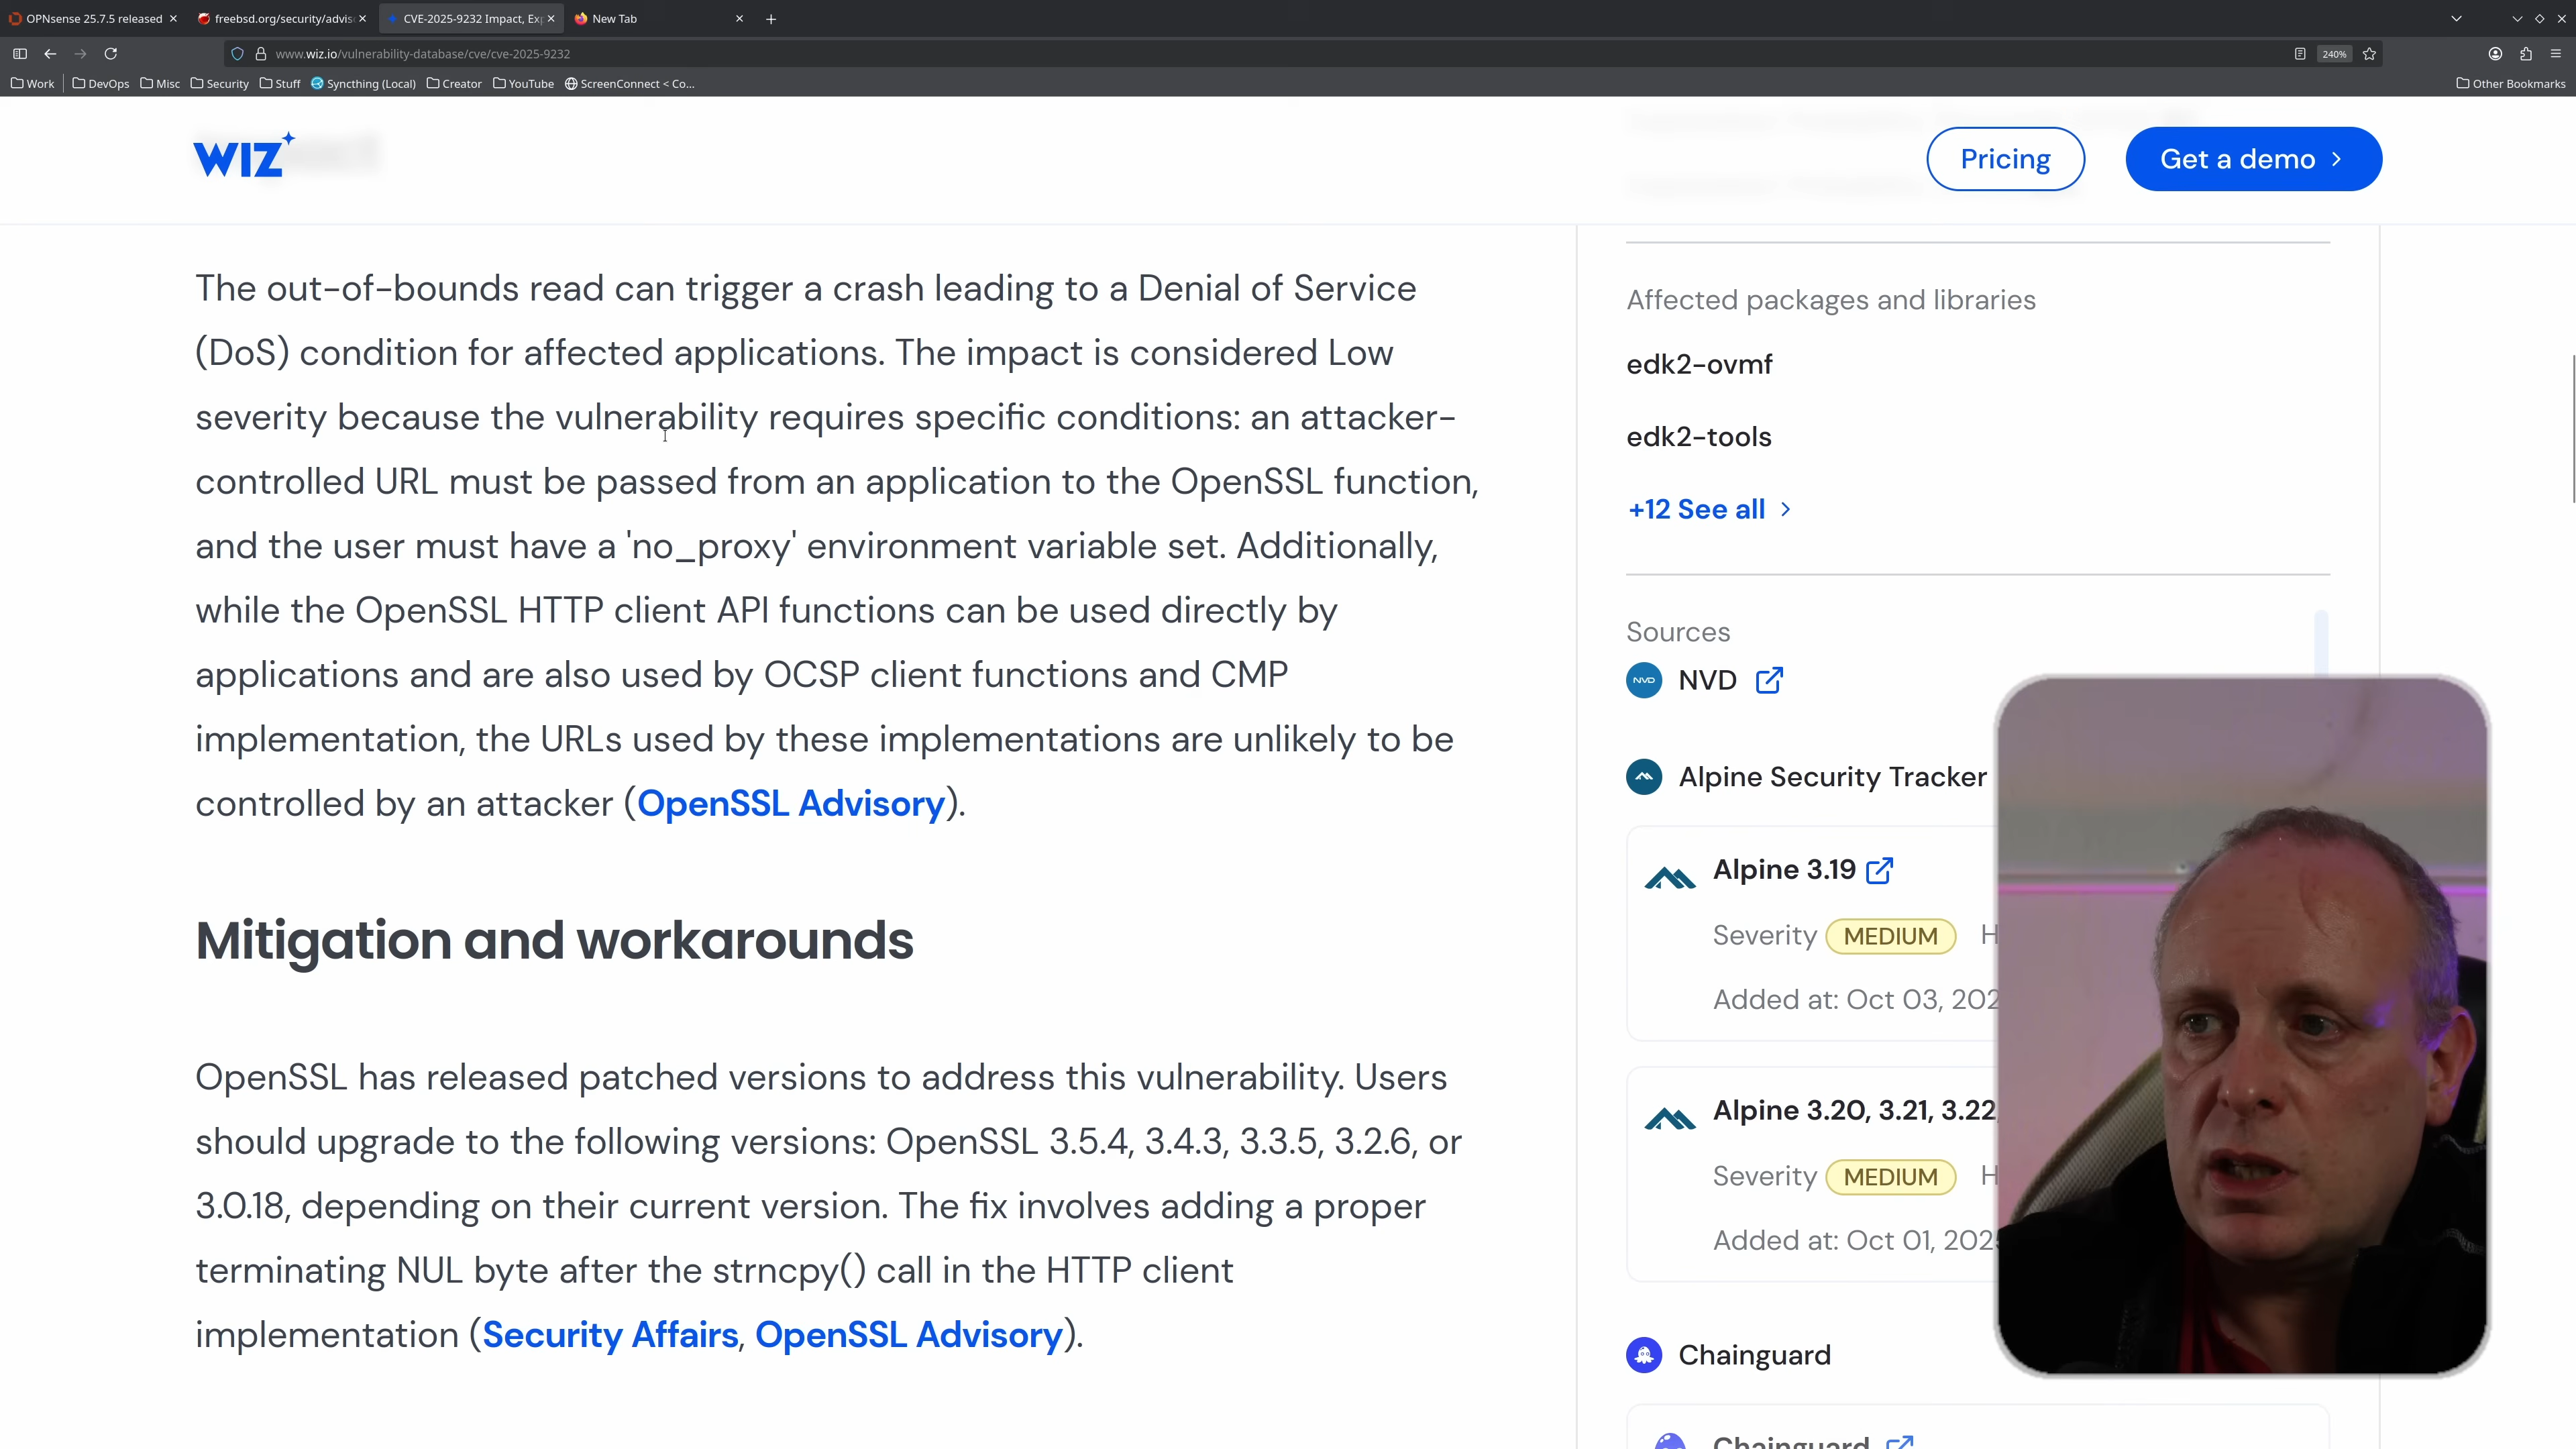 OPNsense 25.7.5 released
freebsd.org/security/advis
CVE-2025-9232 Impact, Ex
New Tab
www.wiz.io/vulnerability-database/cve/cve-2025-9232
240%
Work
DevOps
Misc
Security
Stuff
Syncthing (Local)
Creator
YouTube
ScreenConnect < Co...
Other Bookmarks
WIZ
Pricing
Get a demo
The out-of-bounds read can trigger a crash leading to a Denial of Service
(DoS) condition for affected applications. The impact is considered Low
severity because the vulnerability requires specific conditions: an attacker-
controlled URL must be passed from an application to the OpenSSL function,
and the user must have a 'no_proxy' environment variable set. Additionally,
while the OpenSSL HTTP client API functions can be used directly by
applications and are also used by OCSP client functions and CMP
implementation, the URLs used by these implementations are unlikely to be
controlled by an attacker (OpenSSL Advisory).
Mitigation and workarounds
OpenSSL has released patched versions to address this vulnerability. Users
should upgrade to the following versions: OpenSSL 3.5.4, 3.4.3, 3.3.5, 3.2.6, or
3.0.18, depending on their current version. The fix involves adding a proper
terminating NUL byte after the strncpy() call in the HTTP client
implementation (Security Affairs, OpenSSL Advisory).
Affected packages and libraries
edk2-ovmf
edk2-tools
+12 See all
Sources
NVD
NVD
Alpine Security Tracker
Alpine 3.19
Severity MEDIUM H
Added at: Oct 03, 202
Alpine 3.20, 3.21, 3.22,
Severity MEDIUM H
Added at: Oct 01, 202
Chainguard
Chainguard